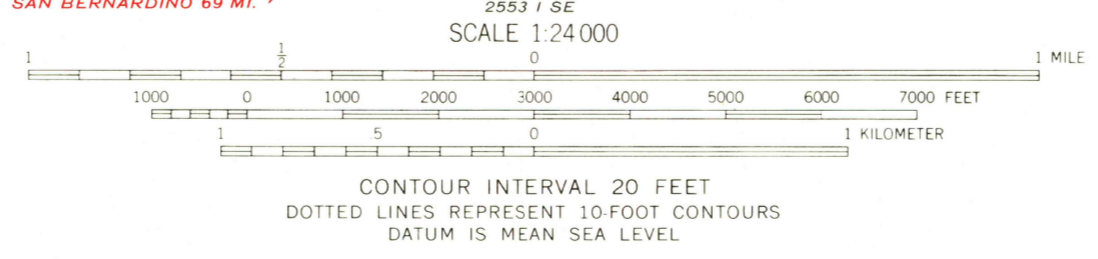 SAN BERNARDINO 69 MI.
2553 I SE
SCALE 1:24 000
1 1/2 0 1 MILE
1000 0 1000 2000 3000 4000 5000 6000 7000 FEET
1 .5 0 1 KILOMETER
CONTOUR INTERVAL 20 FEET
DOTTED LINES REPRESENT 10-FOOT CONTOURS
DATUM IS MEAN SEA LEVEL